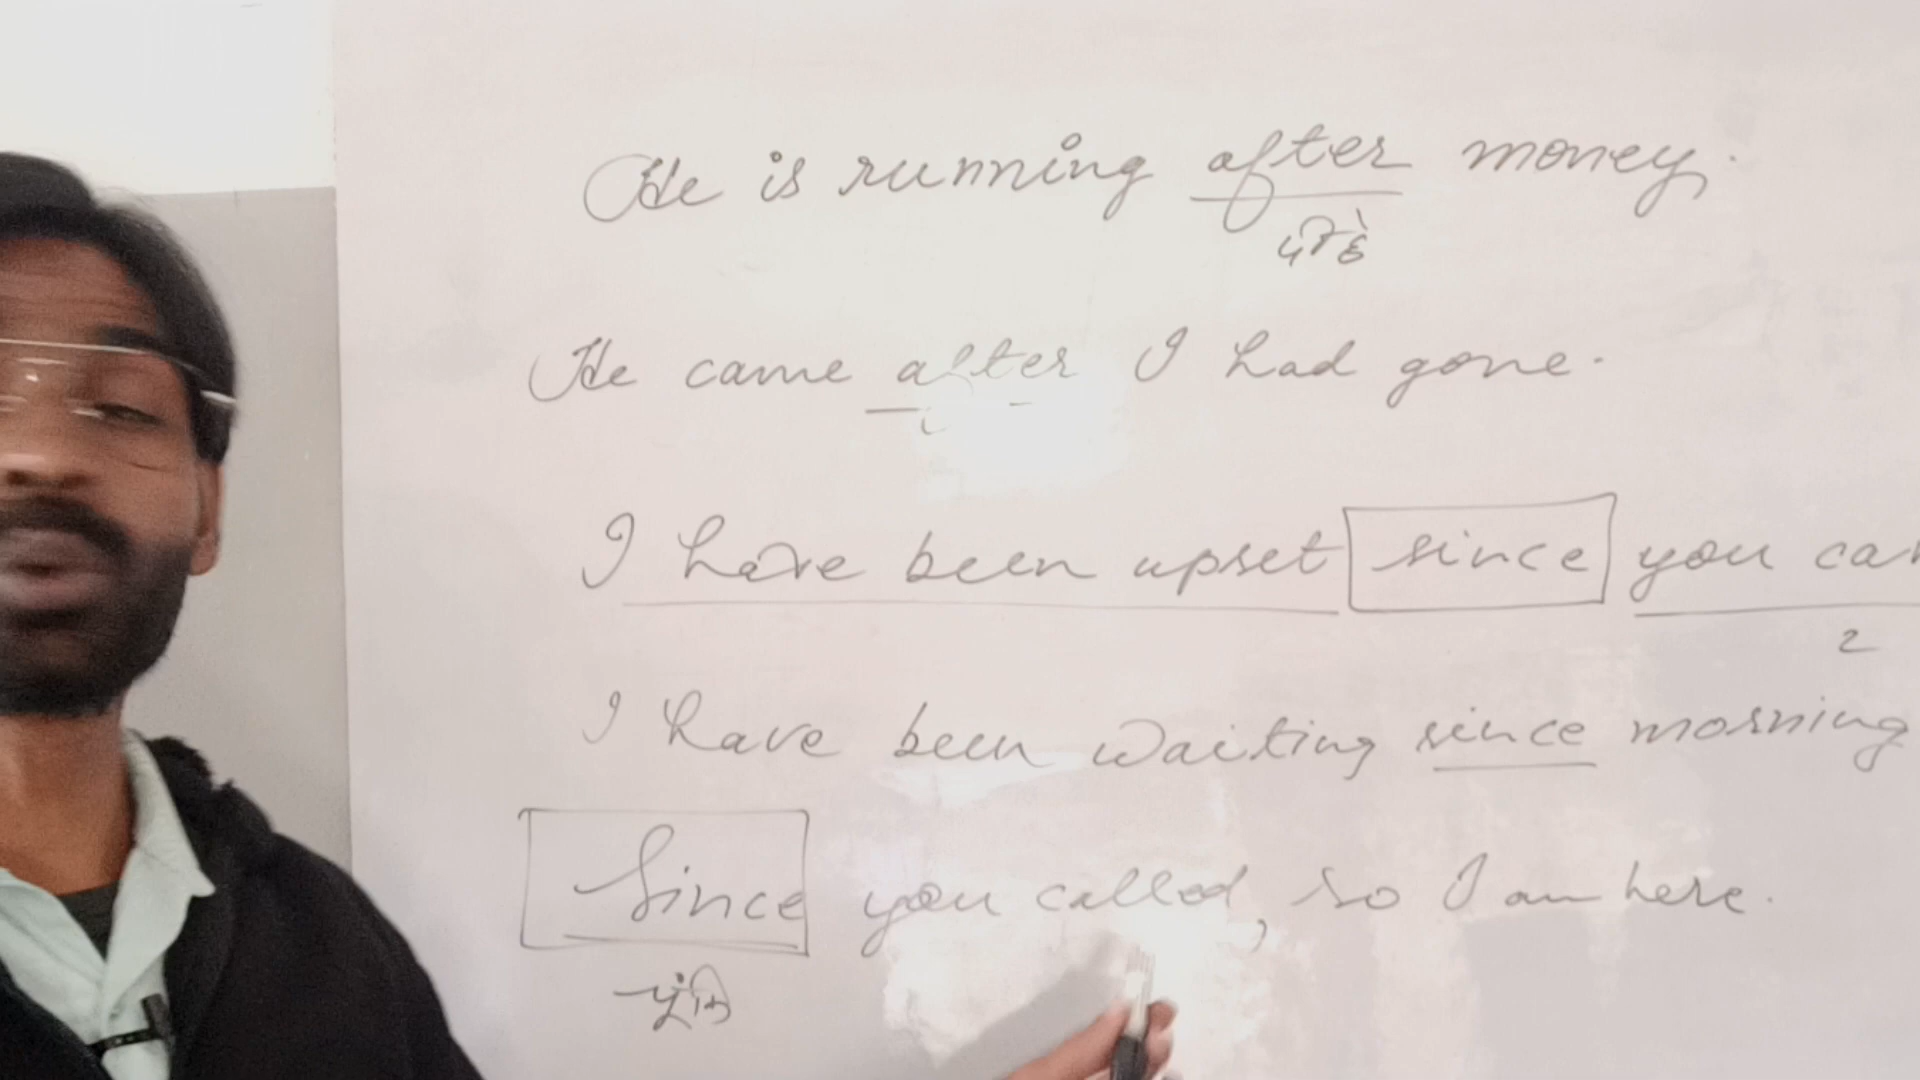 He is running after money.
पीछे
He came after I had gone.
I have been upset since you
2
I have been waiting since morning
Since you called, so I am here.
चूंकि